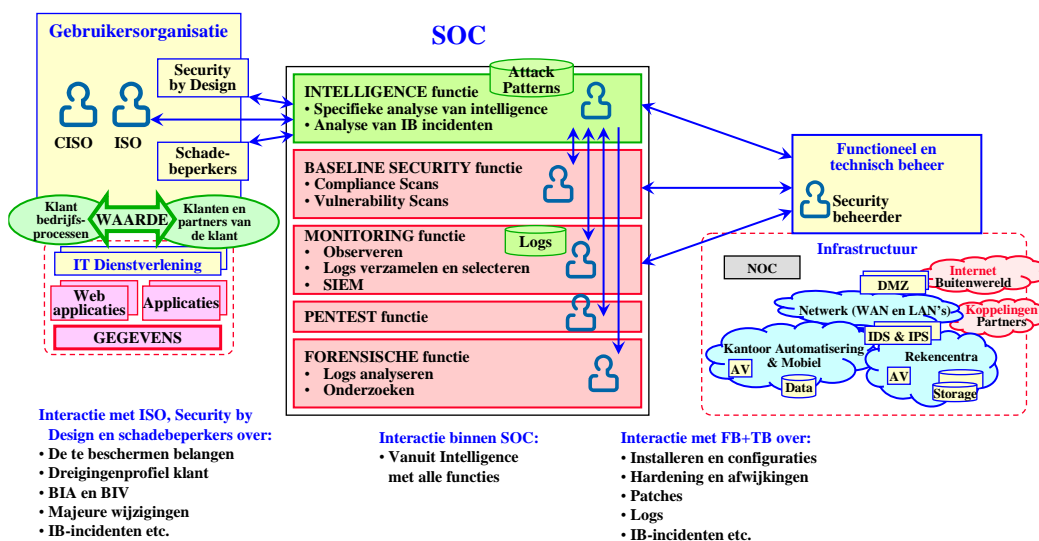 Gebruikersorganisatie
Security
by Design
CISO
ISO
Schade-
beperkers
Klant
bedrijfs-
processen
WAARDE
Klanten en
partners van
de klant
IT Dienstverlening
Web
applicaties
Applicaties
GEGEVENS
SOC
Attack
Patterns
INTELLIGENCE functie
• Specifieke analyse van intelligence
• Analyse van IB incidenten
BASELINE SECURITY functie
• Compliance Scans
• Vulnerability Scans
MONITORING functie
• Observeren
• Logs verzamelen en selecteren
• SIEM
Logs
PENTEST functie
FORENSISCHE functie
• Logs analyseren
• Onderzoeken
Functioneel en
technisch beheer
Security
beheerder
Infrastructuur
NOC
Internet
Buitenwereld
DMZ
Netwerk (WAN en LAN's)
Koppelingen
Partners
IDS & IPS
Kantoor Automatisering
& Mobiel
AV
Data
Rekencentra
AV
Storage
Interactie met ISO, Security by
Design en schadebeperkers over:
• De te beschermen belangen
• Dreigingenprofiel klant
• BIA en BIV
• Majeure wijzigingen
• IB-incidenten etc.
Interactie binnen SOC:
• Vanuit Intelligence
met alle functies
Interactie met FB+TB over:
• Installeren en configuraties
• Hardening en afwijkingen
• Patches
• Logs
• IB-incidenten etc.